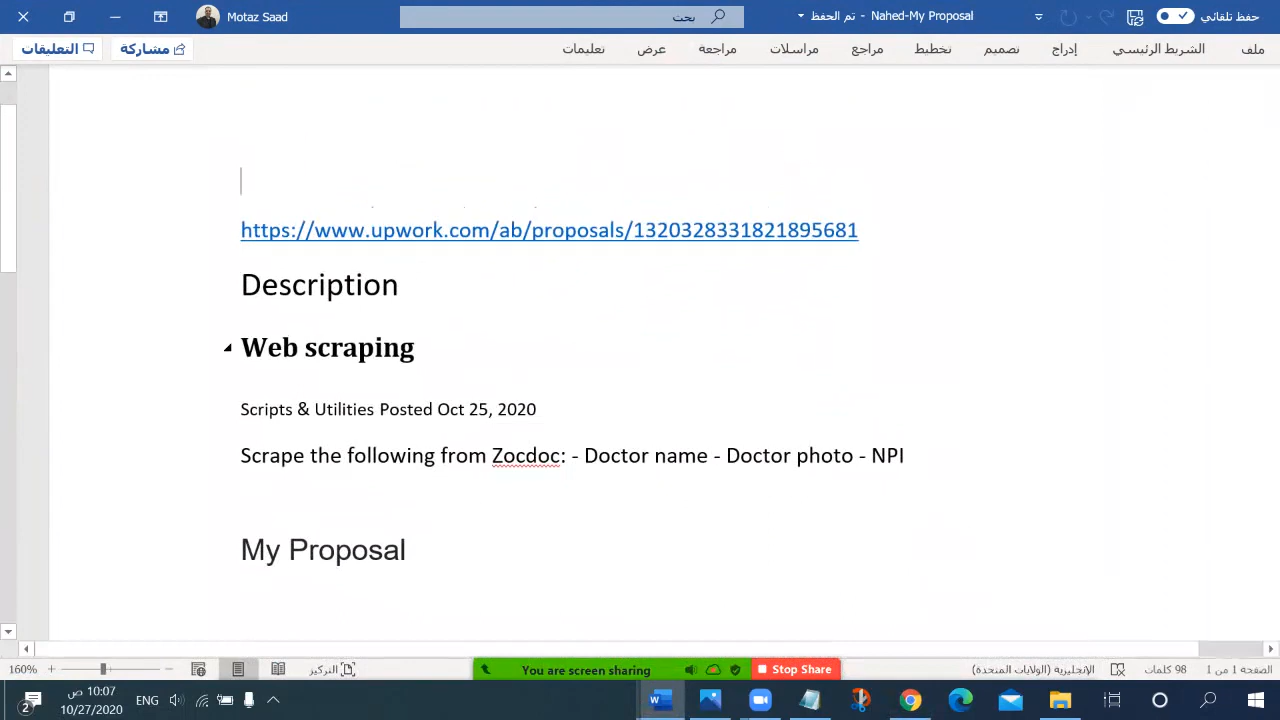 Motaz Saad
بحث
Nahed-My Proposal - تم الحفظ
حفظ تلقائي
ملف
الشريط الرئيسي
إدراج
تصميم
تخطيط
مراجع
مراسلات
مراجعة
عرض
تعليمات
مشاركة
التعليقات
https://www.upwork.com/ab/proposals/1320328331821895681
Description
Web scraping
Scripts & Utilities Posted Oct 25, 2020
Scrape the following from Zocdoc: - Doctor name - Doctor photo - NPI
My Proposal
الصفحة 1 من 1
98 كلمات
الإنجليزية (الولايات المتحدة)
You are screen sharing
Stop Share
التركيز
160%
10:07 ص
10/27/2020
ENG
2